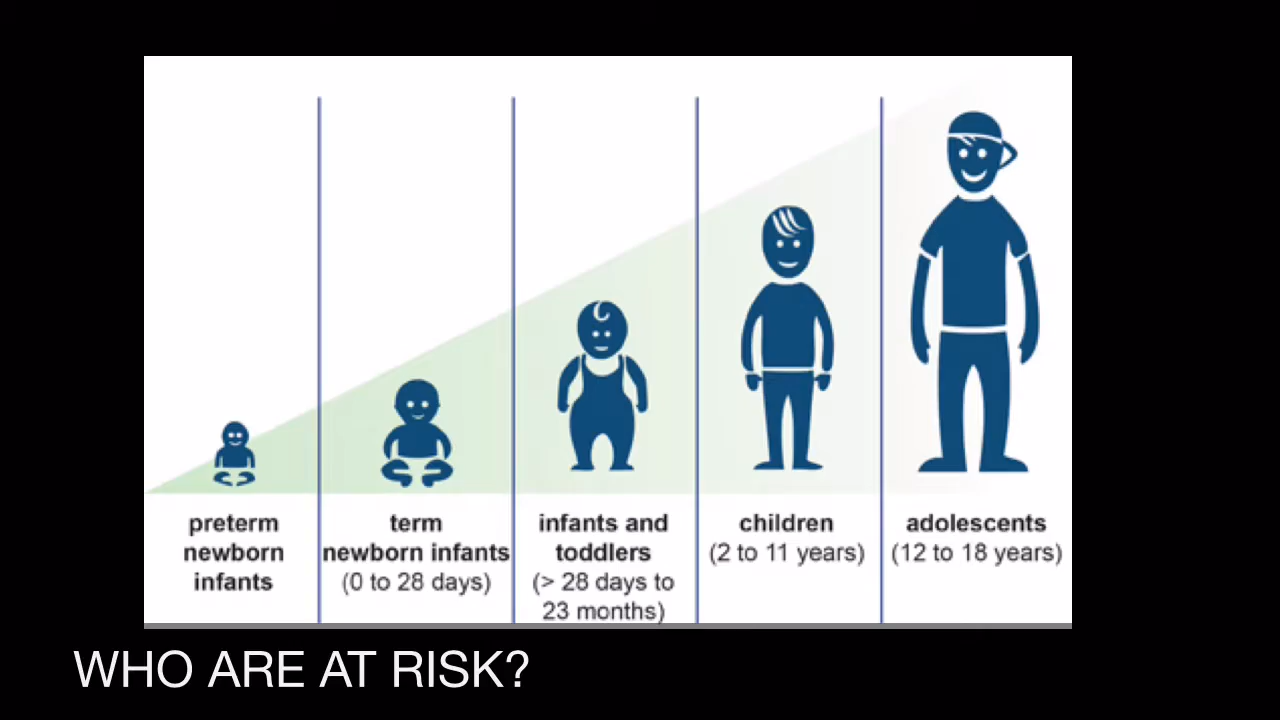 preterm
newborn
infants
term
newborn infants
(0 to 28 days)
infants and
toddlers
(> 28 days to
23 months)
children
(2 to 11 years)
adolescents
(12 to 18 years)
WHO ARE AT RISK?